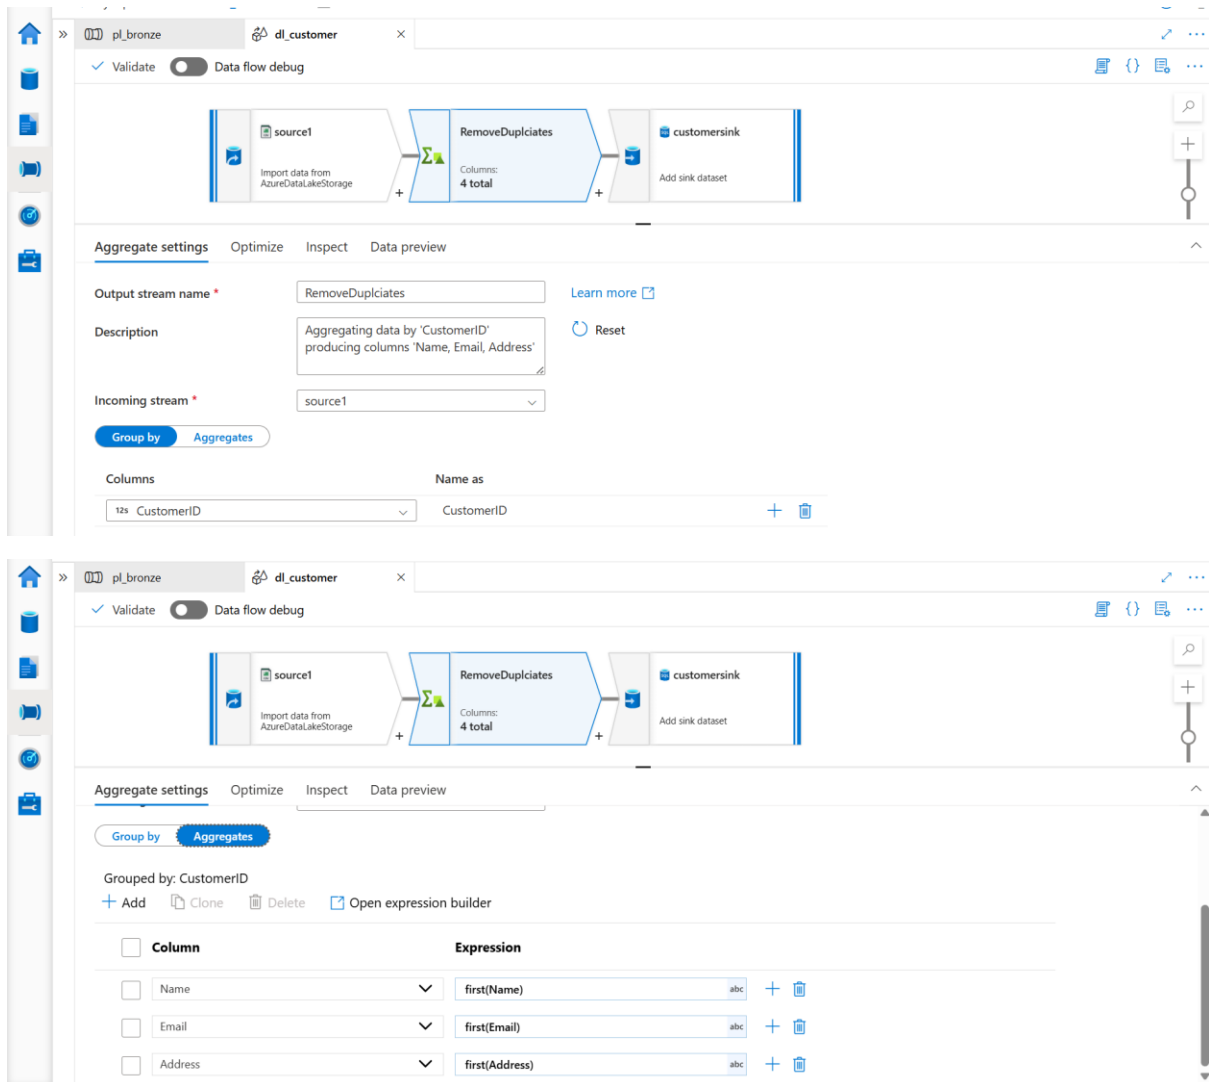 pl_bronze
dl_customer
Validate
Data flow debug
source1
RemoveDuplciates
customersink
Import data from
AzureDataLakeStorage
Columns:
4 total
Add sink dataset
Aggregate settings Optimize Inspect Data preview
Output stream name *
RemoveDuplciates
Learn more
Description
Aggregating data by 'CustomerID'
producing columns 'Name, Email, Address'
Reset
Incoming stream *
source1
Group by Aggregates
Columns
Name as
12s CustomerID
CustomerID
pl_bronze
dl_customer
Validate
Data flow debug
source1
RemoveDuplciates
customersink
Import data from
AzureDataLakeStorage
Columns:
4 total
Add sink dataset
Aggregate settings Optimize Inspect Data preview
Group by Aggregates
Grouped by: CustomerID
Add Clone Delete Open expression builder
Column Expression
Name first(Name) abc
Email first(Email) abc
Address first(Address) abc